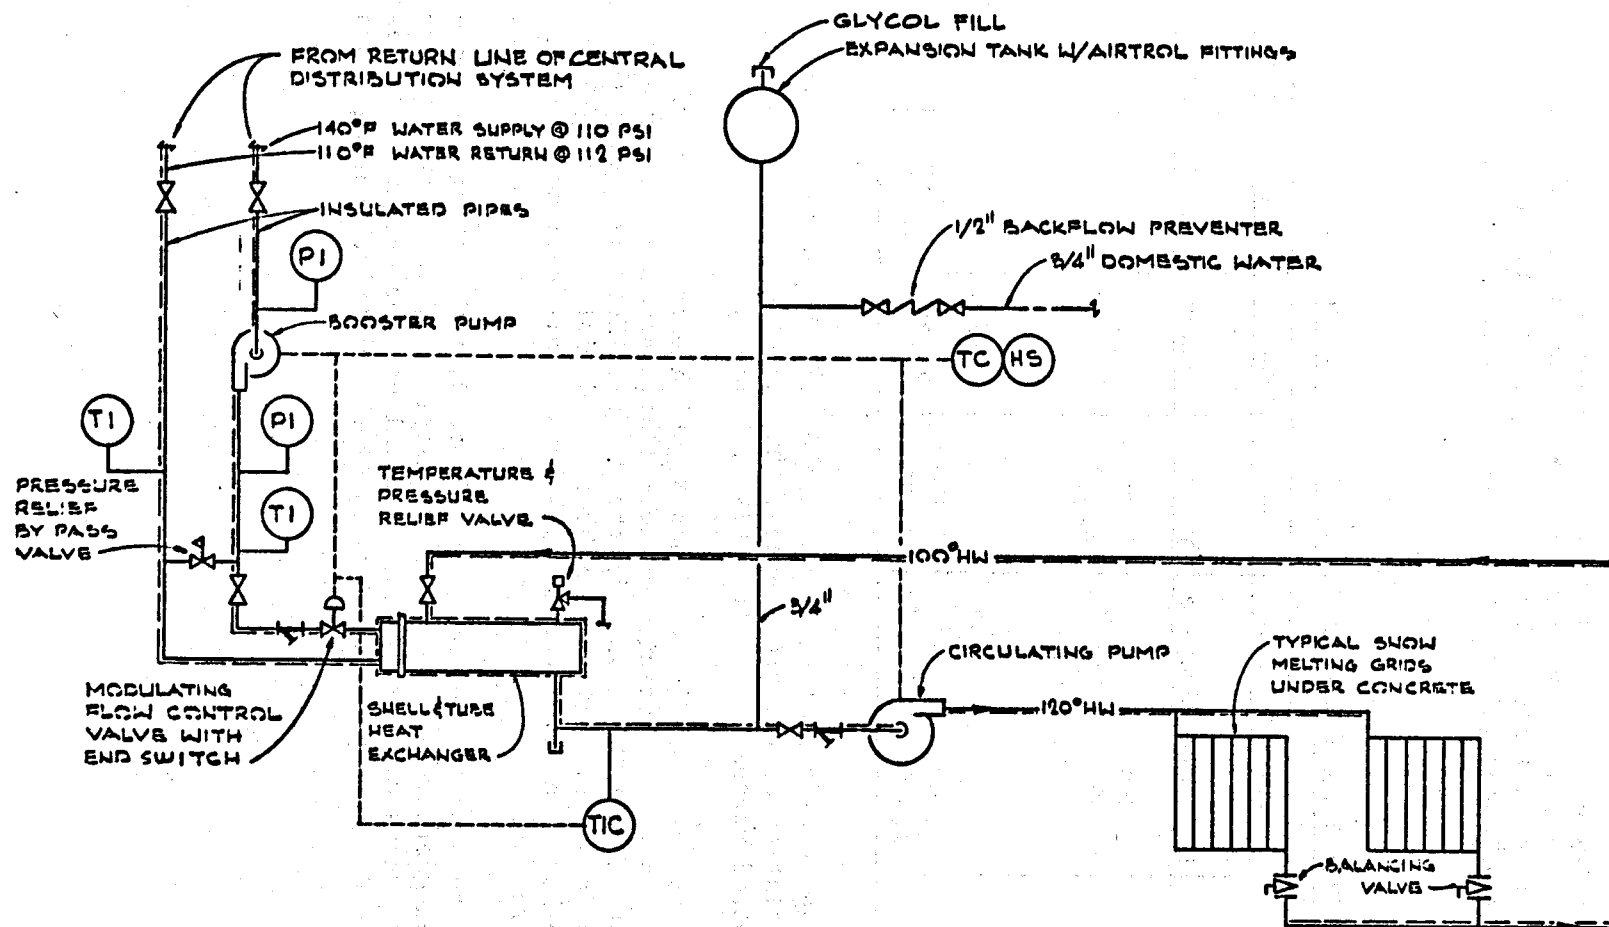 GLYCOL FILL
EXPANSION TANK W/AIRTROL FITTINGS
FROM RETURN LINE OF CENTRAL
DISTRIBUTION SYSTEM
140°F WATER SUPPLY @ 110 PSI
110°F WATER RETURN @ 112 PSI
INSULATED PIPES
PI
1/2" BACKFLOW PREVENTER
3/4" DOMESTIC WATER
BOOSTER PUMP
TC
HS
TI
PI
TI
PRESSURE
RELIEF
BY PASS
VALVE
TEMPERATURE &
PRESSURE
RELIEF VALVE
100° HW
3/4"
CIRCULATING PUMP
TYPICAL SNOW
MELTING GRIDS
UNDER CONCRETE
MODULATING
FLOW CONTROL
VALVE WITH
END SWITCH
SHELL & TUBE
HEAT
EXCHANGER
120° HW
TIC
BALANCING
VALVE